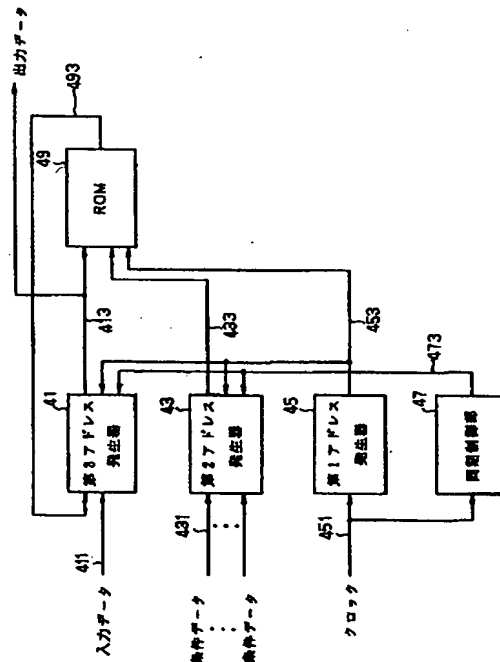 出力データ
493
49
ROM
413
433
453
473
41
第3アドレス
発生器
43
第2アドレス
発生器
45
第1アドレス
発生器
47
同期制御部
411
431
451
入力データ
条件データ
条件データ
クロック